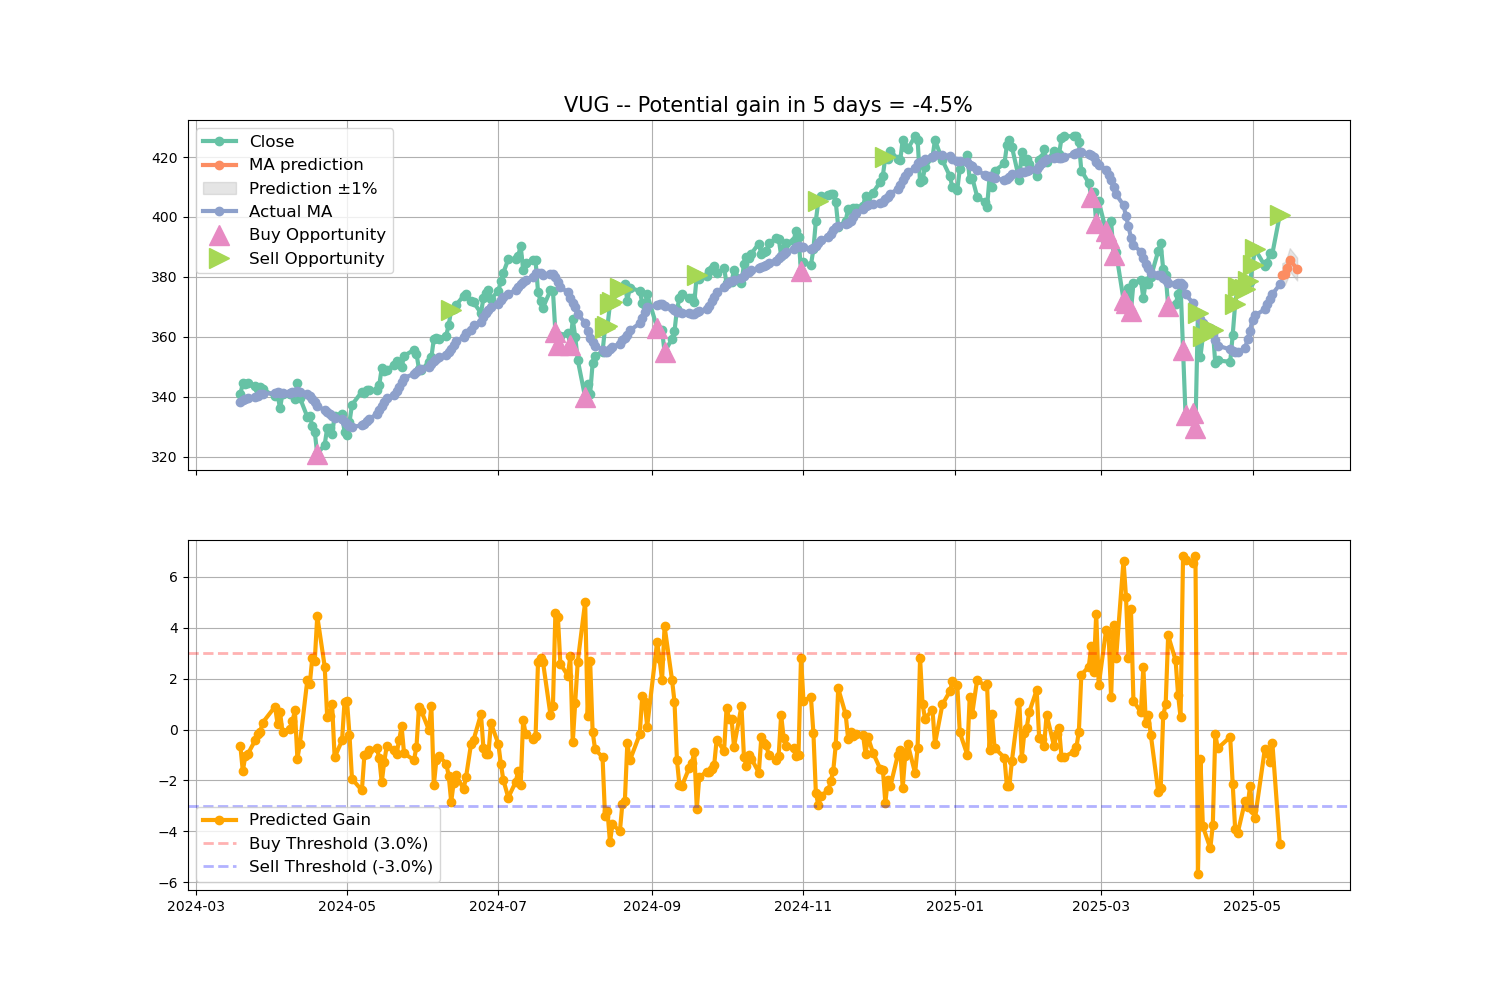 VUG -- Potential gain in 5 days = -4.5%
Close
MA prediction
Prediction ±1%
Actual MA
Buy Opportunity
Sell Opportunity
420
400
380
360
340
320
6
4
2
0
−2
−4
−6
Predicted Gain
Buy Threshold (3.0%)
Sell Threshold (-3.0%)
2024-03 2024-05 2024-07 2024-09 2024-11 2025-01 2025-03 2025-05